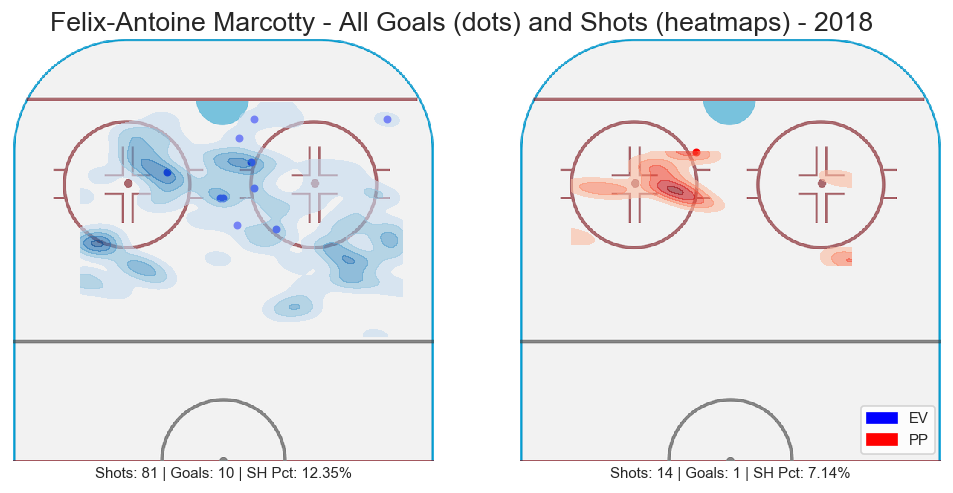 Felix-Antoine Marcotty - All Goals (dots) and Shots (heatmaps) - 2018
EV
PP
Shots: 81 | Goals: 10 | SH Pct: 12.35%
Shots: 14 | Goals: 1 | SH Pct: 7.14%